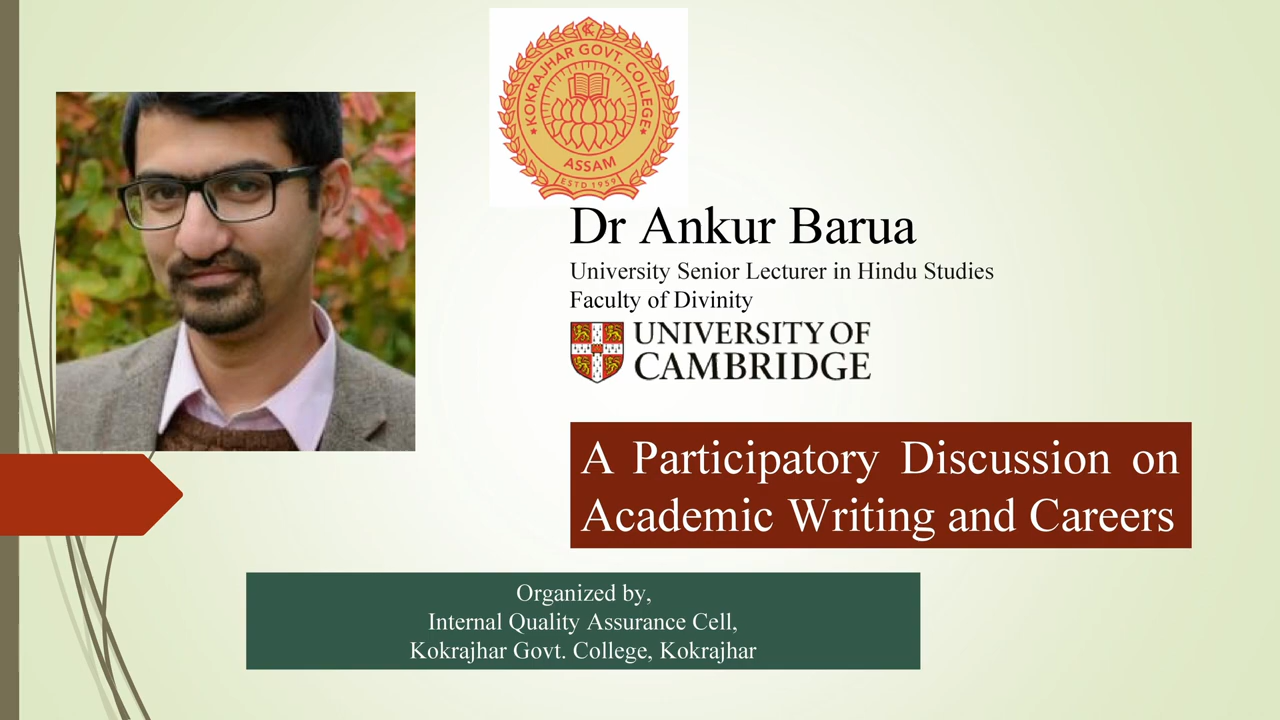 KOKRAJHAR GOVT. COLLEGE
ASSAM
ESTD 1959
Dr Ankur Barua
University Senior Lecturer in Hindu Studies
Faculty of Divinity
UNIVERSITY OF
CAMBRIDGE
A Participatory Discussion on
Academic Writing and Careers
Organized by,
Internal Quality Assurance Cell,
Kokrajhar Govt. College, Kokrajhar